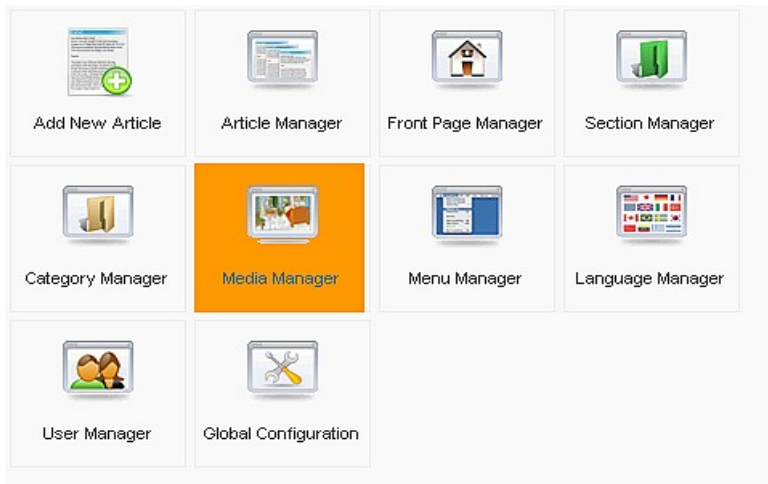 Add New Article
Article Manager
Front Page Manager
Section Manager
Category Manager
Media Manager
Menu Manager
Language Manager
User Manager
Global Configuration